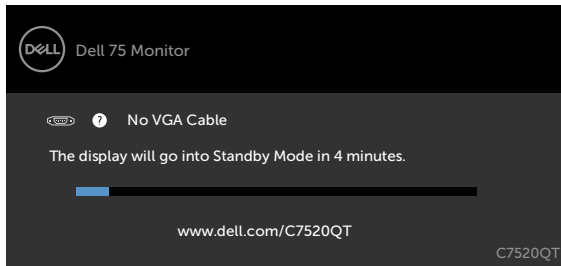 DELL Dell 75 Monitor
? No VGA Cable
The display will go into Standby Mode in 4 minutes.
www.dell.com/C7520QT
C7520QT